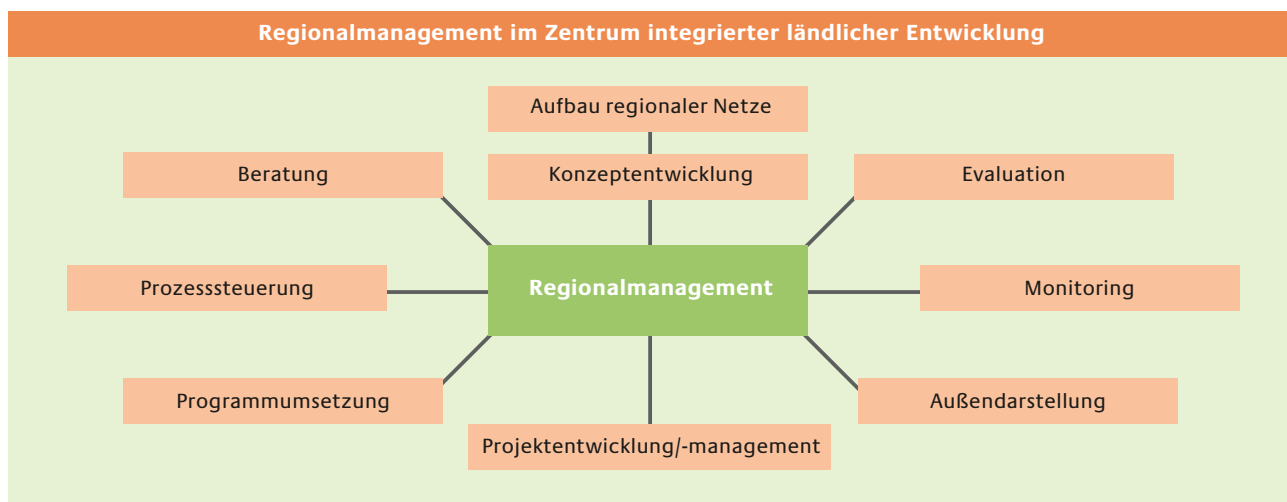 Regionalmanagement im Zentrum integrierter ländlicher Entwicklung
Aufbau regionaler Netze
Beratung
Konzeptentwicklung
Evaluation
Prozesssteuerung
Regionalmanagement
Monitoring
Programmumsetzung
Außendarstellung
Projektentwicklung/-management